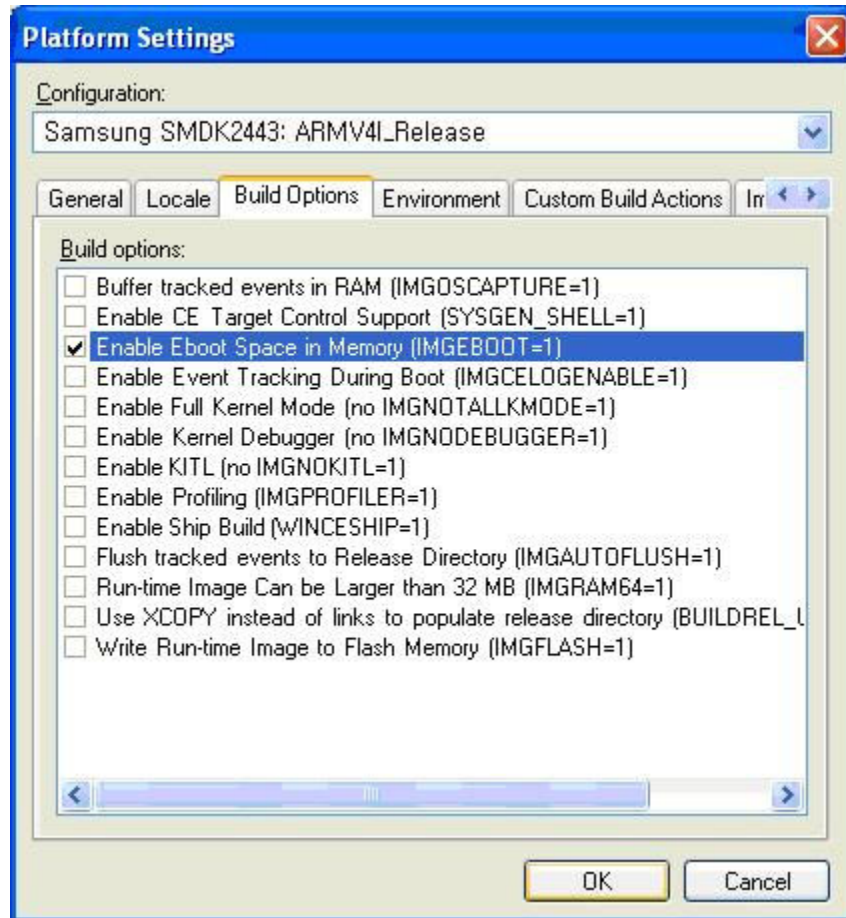 Platform Settings
Configuration:
Samsung SMDK2443: ARMV4I_Release
General Locale Build Options Environment Custom Build Actions
Build options:
Buffer tracked events in RAM (IMGOSCAPTURE=1)
Enable CE Target Control Support (SYSGEN_SHELL=1)
Enable Eboot Space in Memory (IMGEBOOT=1)
Enable Event Tracking During Boot (IMGCELOGENABLE=1)
Enable Full Kernel Mode (no IMGNOTALLKMODE=1)
Enable Kernel Debugger (no IMGNODEBUGGER=1)
Enable KITL (no IMGNOKITL=1)
Enable Profiling (IMGPROFILER=1)
Enable Ship Build (WINCESHIP=1)
Flush tracked events to Release Directory (IMGAUTOFLUSH=1)
Run-time Image Can be Larger than 32 MB (IMGRAM64=1)
Use XCOPY instead of links to populate release directory (BUILDREL_U
Write Run-time Image to Flash Memory (IMGFLASH=1)
OK Cancel